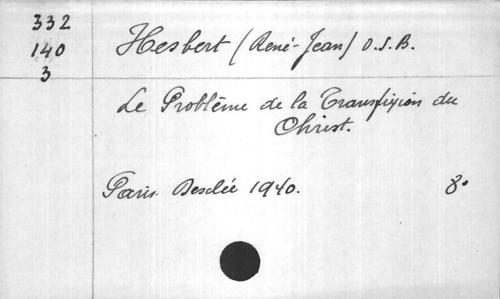 332
140
3
Hesbert (René-Jean) O.S.B.
Le Problème de la Transfixion du
Christ.
Paris. Desclée 1940. 8°